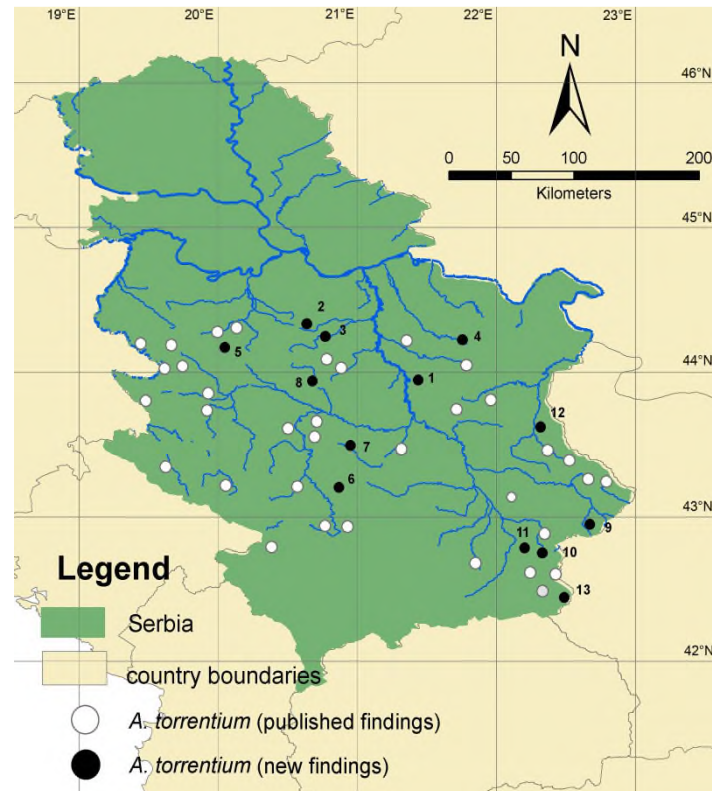 19°E 20°E 21°E 22°E 23°E
N
46°N
0 50 100 200
Kilometers
45°N
2
3
4
5
44°N
8
1
12
7
6
43°N
9
11
10
13
Legend
Serbia
42°N
country boundaries
A. torrentium (published findings)
A. torrentium (new findings)